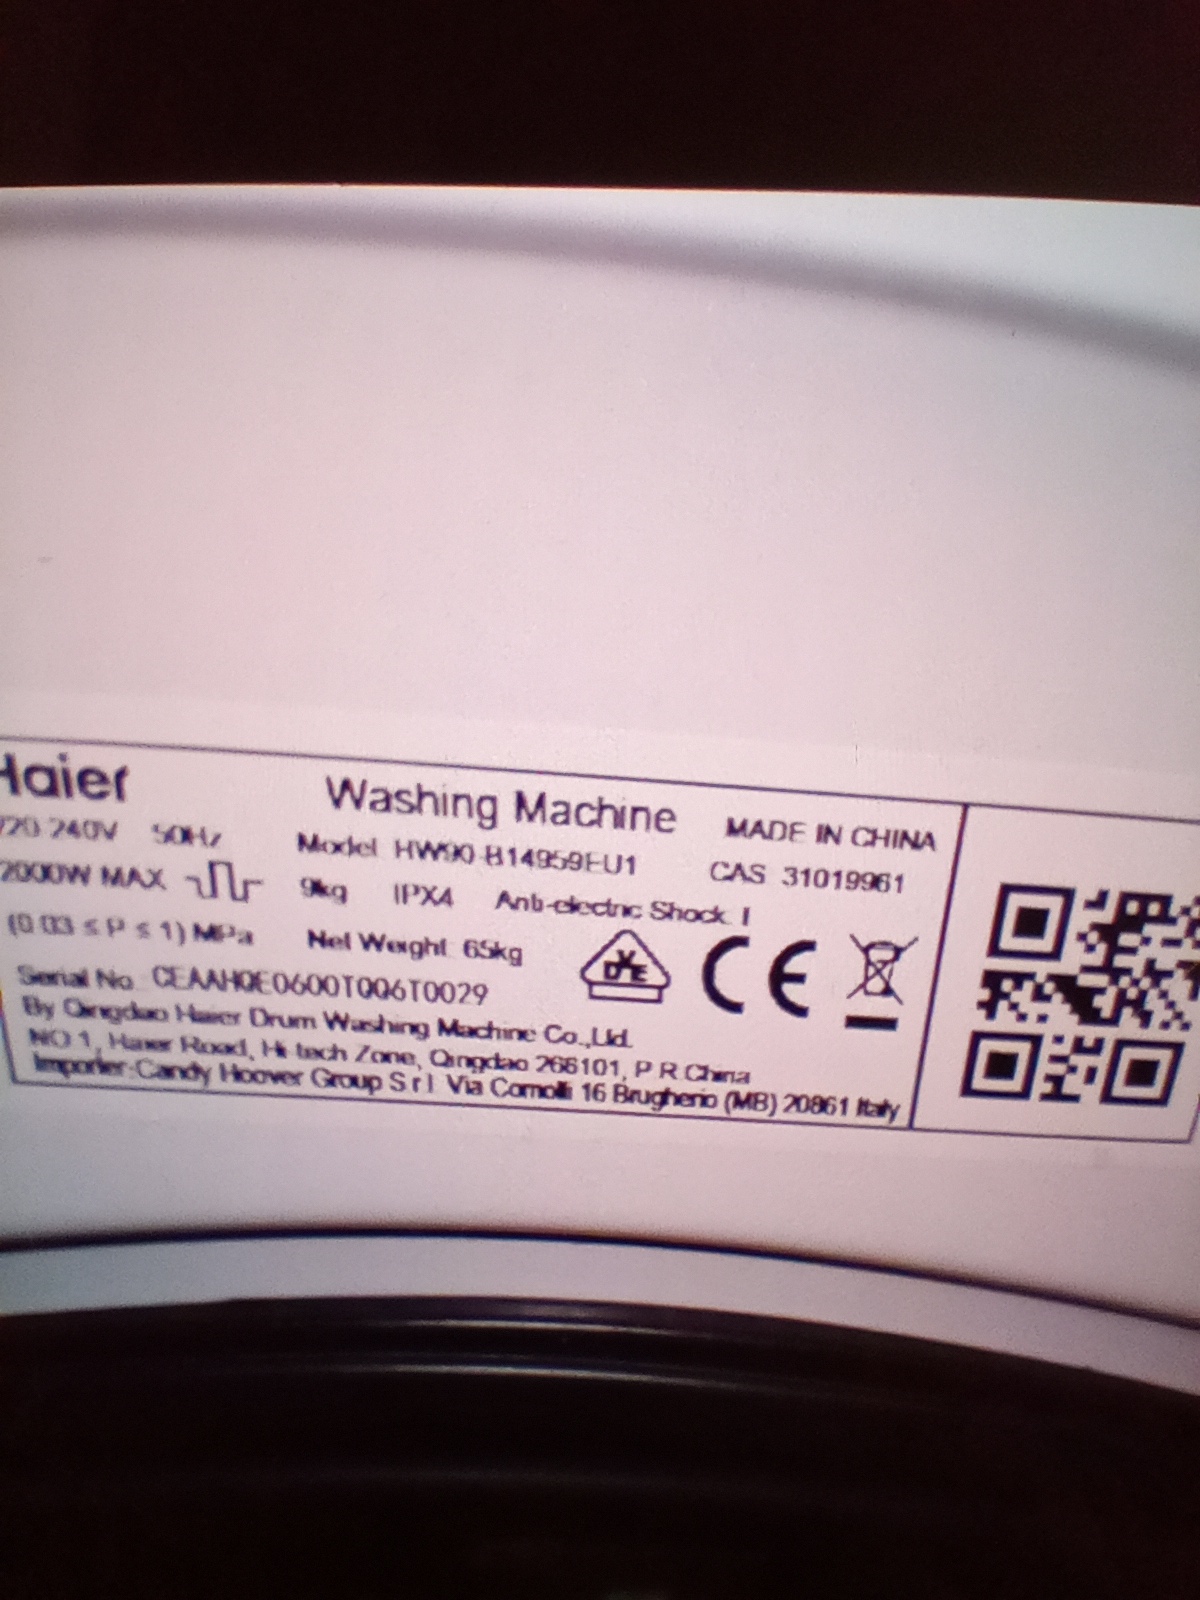 Haier Washing Machine MADE IN CHINA
220-240V 50Hz Model HW90-B14959EU1 CAS 31019961
2000W MAX 9kg IPX4 Anti-electric Shock I
(0.03 ≤ P ≤ 1) MPa Net Weight 65kg
VDE CE
Serial No. CEAAHQE0600T0Q6T0029
By Qingdao Haier Drum Washing Machine Co.,Ltd.
NO.1, Haier Road, Hi-tech Zone, Qingdao 266101, P.R.China
Importer:Candy Hoover Group S.r.l. Via Comolli 16 Brugherio (MB) 20861 Italy